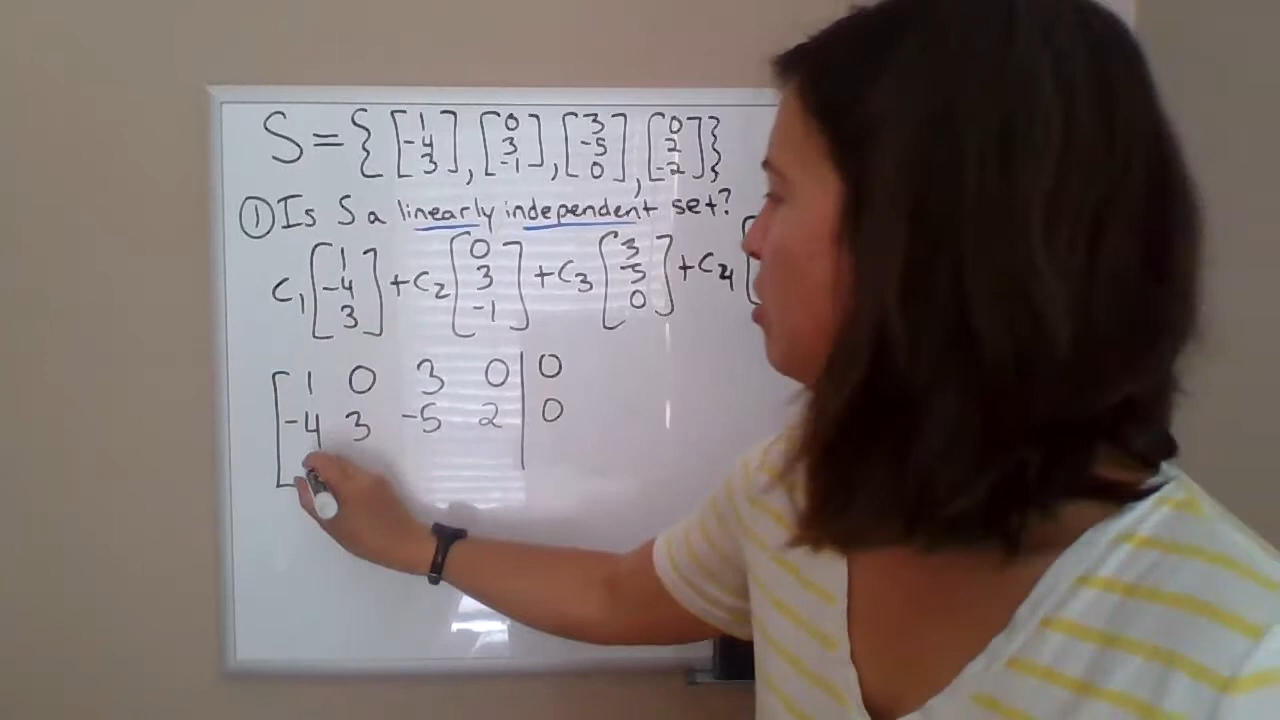 S = { [1 -4 3], [0 3 -1], [3 -5 0], [0 2 -2] }
① Is S a linearly independent set?
c₁ [1 -4 3] + c₂ [0 3 -1] + c₃ [3 -5 0] + c₄ [
[ 1 0 3 0 | 0
-4 3 -5 2 | 0